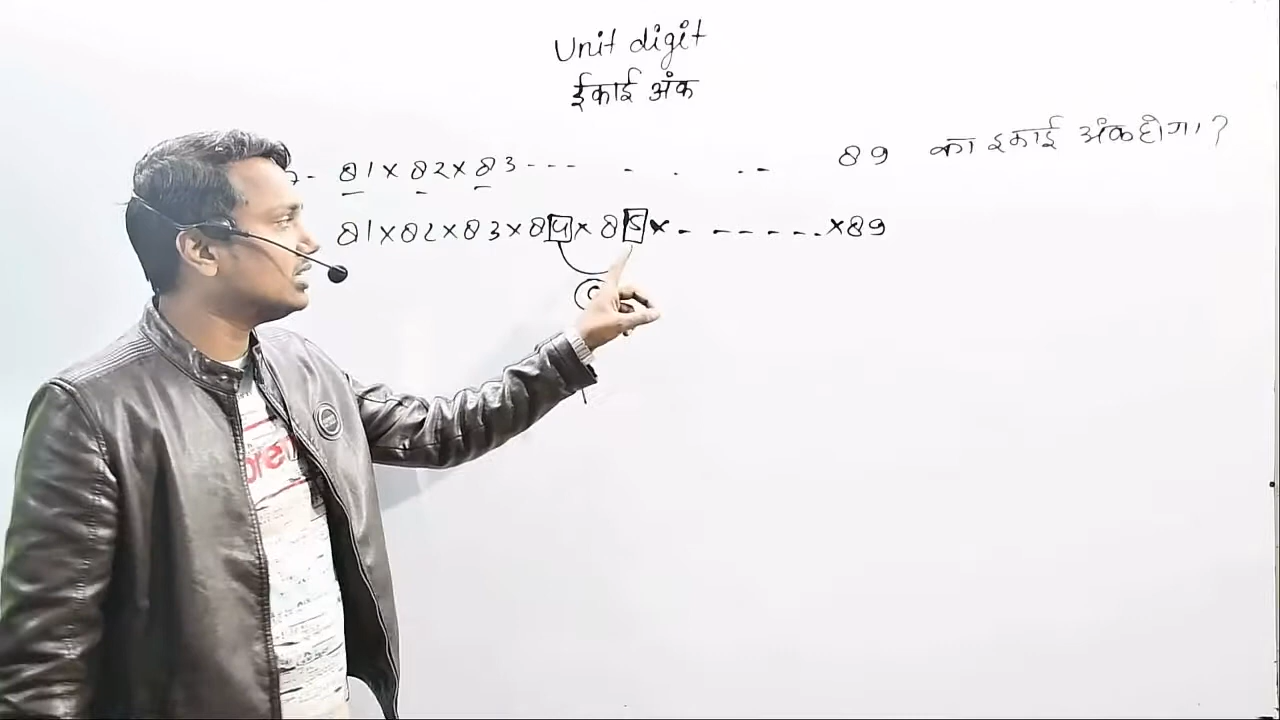 Unit digit
ईकाई अंक
81×82×83--- - . -- 89 का इकाई अंक होगा?
81×82×83×84×85×- - - - - - ×89